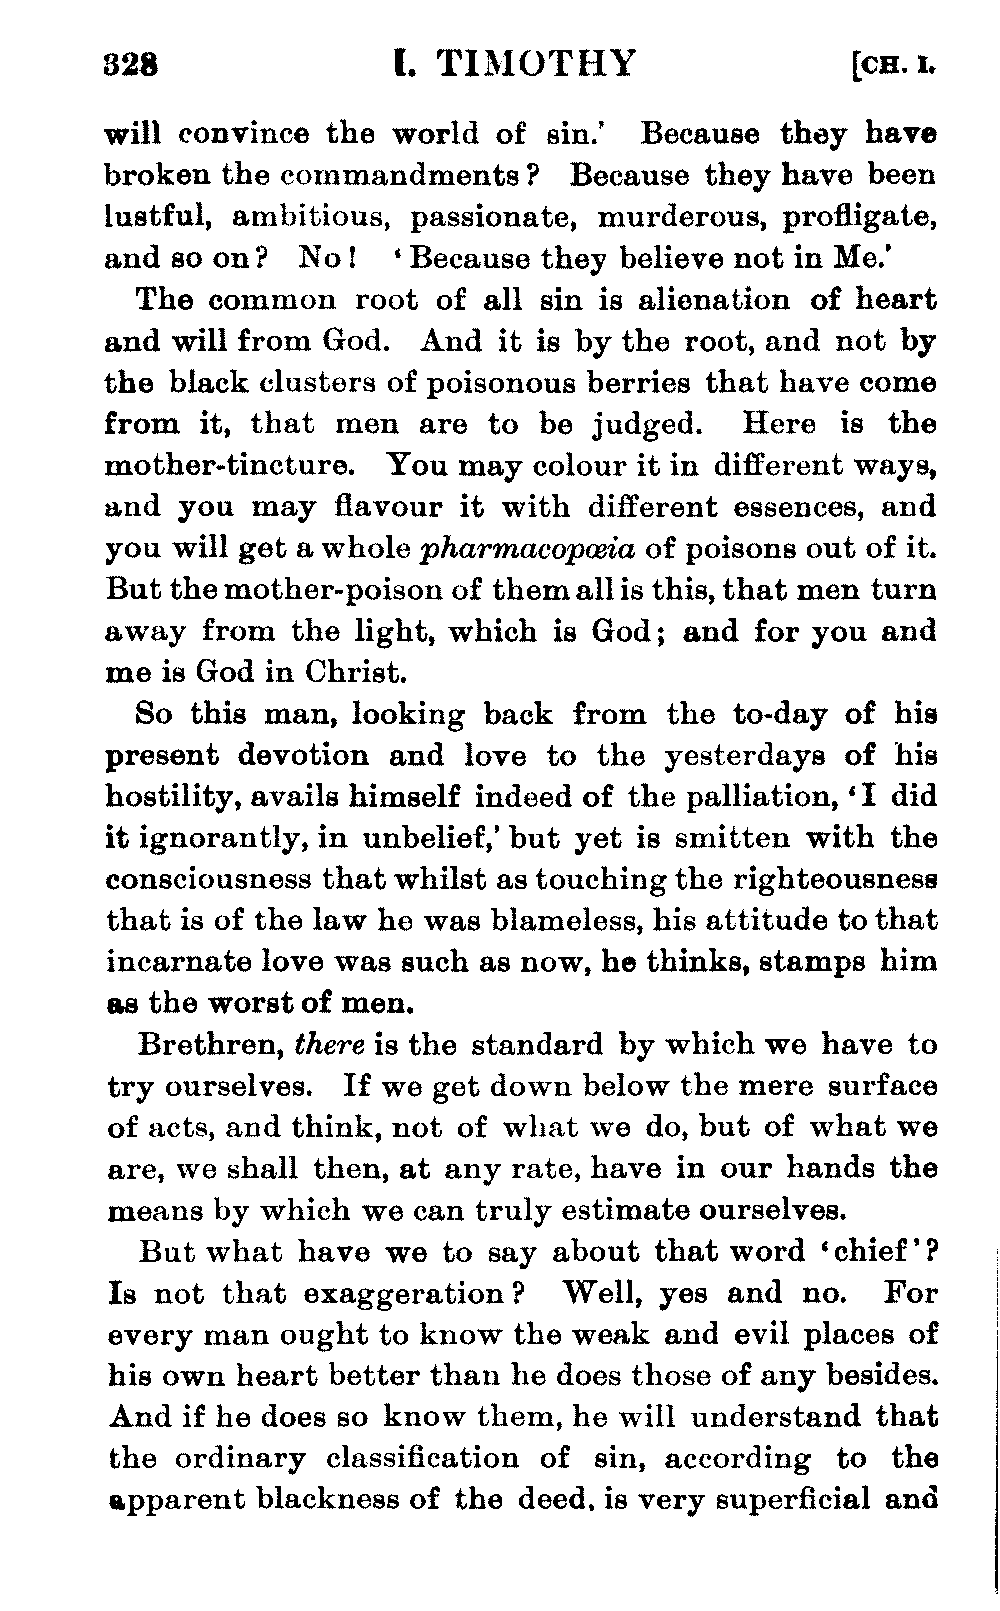 328 I. TIMOTHY [CH. I.
will convince the world of sin.' Because they have
broken the commandments? Because they have been
lustful, ambitious, passionate, murderous, profligate,
and so on? No! ‘Because they believe not in Me.’
The common root of all sin is alienation of heart
and will from God. And it is by the root, and not by
the black clusters of poisonous berries that have come
from it, that men are to be judged. Here is the
mother-tincture. You may colour it in different ways,
and you may flavour it with different essences, and
you will get a whole pharmacopœia of poisons out of it.
But the mother-poison of them all is this, that men turn
away from the light, which is God; and for you and
me is God in Christ.
So this man, looking back from the to-day of his
present devotion and love to the yesterdays of his
hostility, avails himself indeed of the palliation, ‘I did
it ignorantly, in unbelief,’ but yet is smitten with the
consciousness that whilst as touching the righteousness
that is of the law he was blameless, his attitude to that
incarnate love was such as now, he thinks, stamps him
as the worst of men.
Brethren, there is the standard by which we have to
try ourselves. If we get down below the mere surface
of acts, and think, not of what we do, but of what we
are, we shall then, at any rate, have in our hands the
means by which we can truly estimate ourselves.
But what have we to say about that word ‘chief’?
Is not that exaggeration? Well, yes and no. For
every man ought to know the weak and evil places of
his own heart better than he does those of any besides.
And if he does so know them, he will understand that
the ordinary classification of sin, according to the
apparent blackness of the deed, is very superficial and